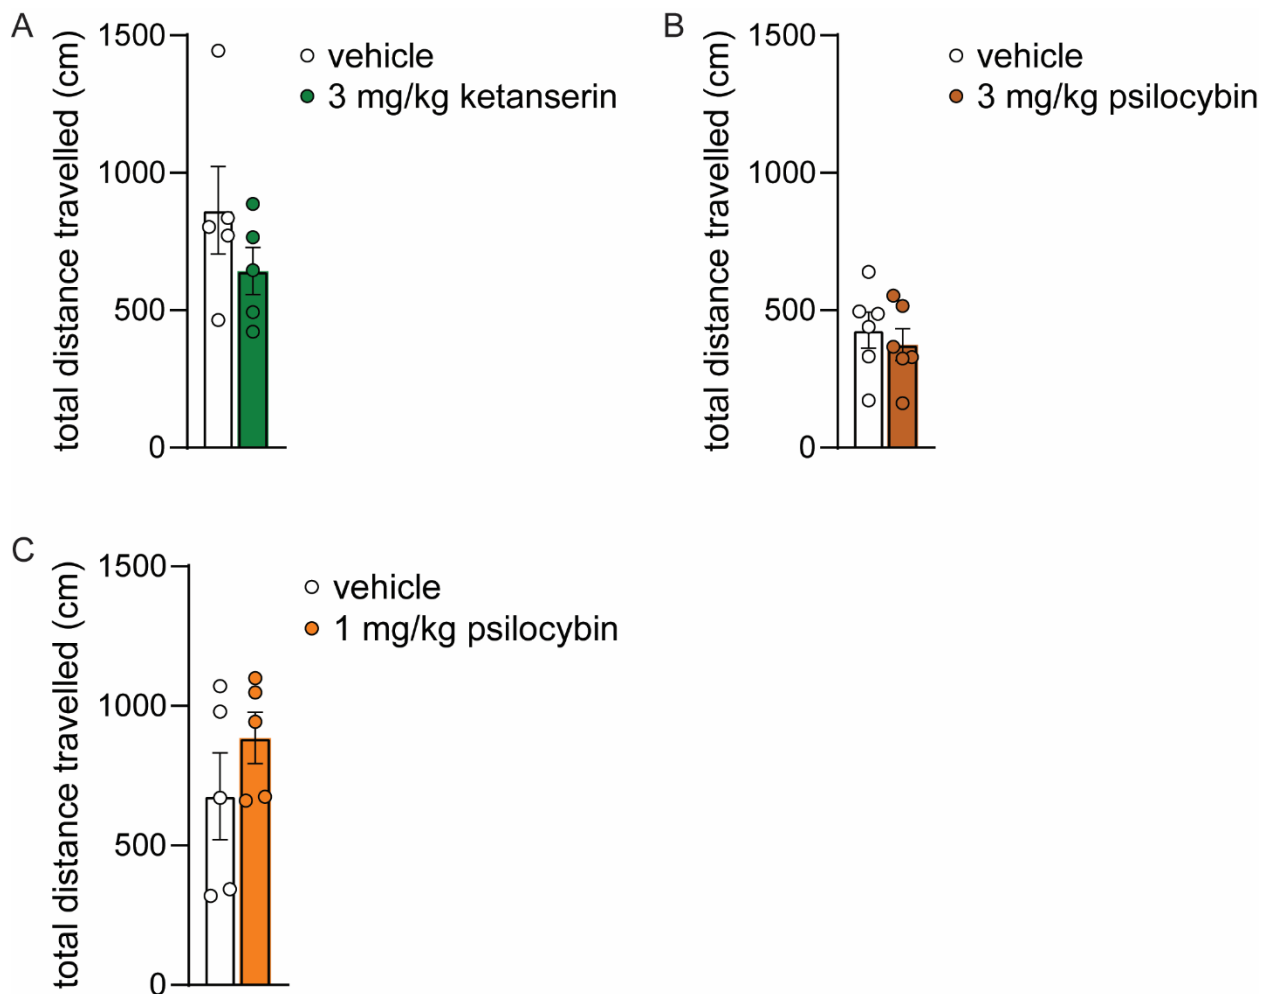 A
total distance travelled (cm)
1500
1000
500
0
vehicle
3 mg/kg ketanserin
B
total distance travelled (cm)
1500
1000
500
0
vehicle
3 mg/kg psilocybin
C
total distance travelled (cm)
1500
1000
500
0
vehicle
1 mg/kg psilocybin